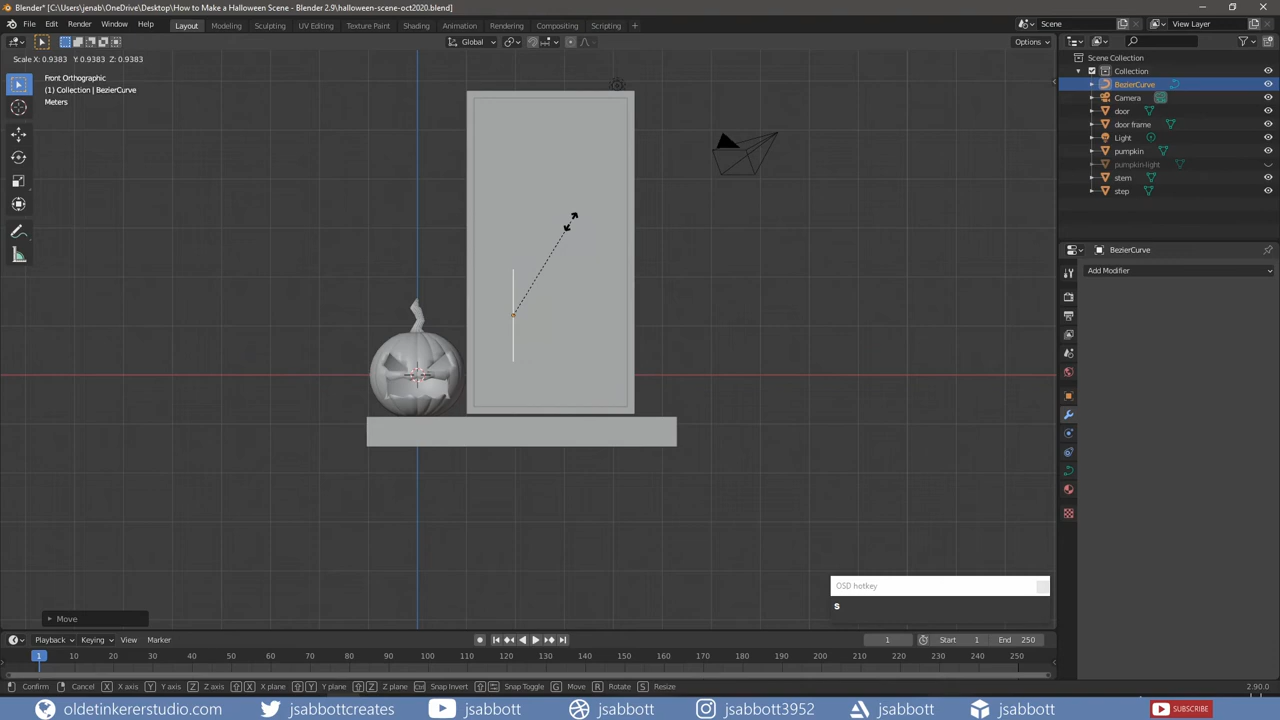 Blender* [C:\Users\jenab\OneDrive\Desktop\How to Make a Halloween Scene - Blender 2.9\halloween-scene-oct2020.blend]
File Edit Render Window Help Layout Modeling Sculpting UV Editing Texture Paint Shading Animation Rendering Compositing Scripting + Scene View Layer
Global Options
Scale X: 0.9383 Y: 0.9383 Z: 0.9383
Front Orthographic
(1) Collection | BezierCurve
Meters
Scene Collection
Collection
BezierCurve
Camera
door
door frame
Light
pumpkin
pumpkin-light
stem
step
BezierCurve
Add Modifier
OSD hotkey
S
Move
Playback Keying View Marker 1 Start 1 End 250
1 10 20 30 40 50 60 70 80 90 100 110 120 130 140 150 160 170 180 190 200 210 220 230 240 250
Confirm Cancel X X axis Y Y axis Z Z axis X X plane Y Y plane Z Z plane Ctrl Snap Invert Snap Toggle G Move R Rotate S Resize 2.90.0
oldetinkererstudio.com jsabbottcreates jsabbott jsabbott jsabbott3952 jsabbott jsabbott SUBSCRIBE